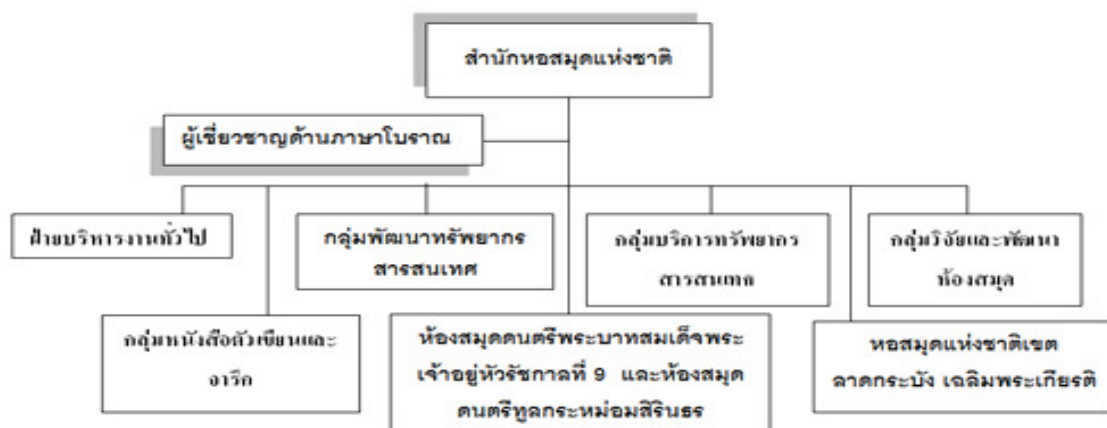 สำนักหอสมุดแห่งชาติ
ผู้เชี่ยวชาญด้านภาษาโบราณ
ฝ่ายบริหารงานทั่วไป
กลุ่มพัฒนาทรัพยากร
สารสนเทศ
กลุ่มบริการทรัพยากร
สารสนเทศ
กลุ่มวิจัยและพัฒนา
ห้องสมุด
กลุ่มหนังสือตัวเขียนและ
จารึก
ห้องสมุดดนตรีพระบาทสมเด็จพระ
เจ้าอยู่หัวรัชกาลที่ 9 และห้องสมุด
ดนตรีทูลกระหม่อมสิรินธร
หอสมุดแห่งชาติเขต
ลาดกระบัง เฉลิมพระเกียรติ